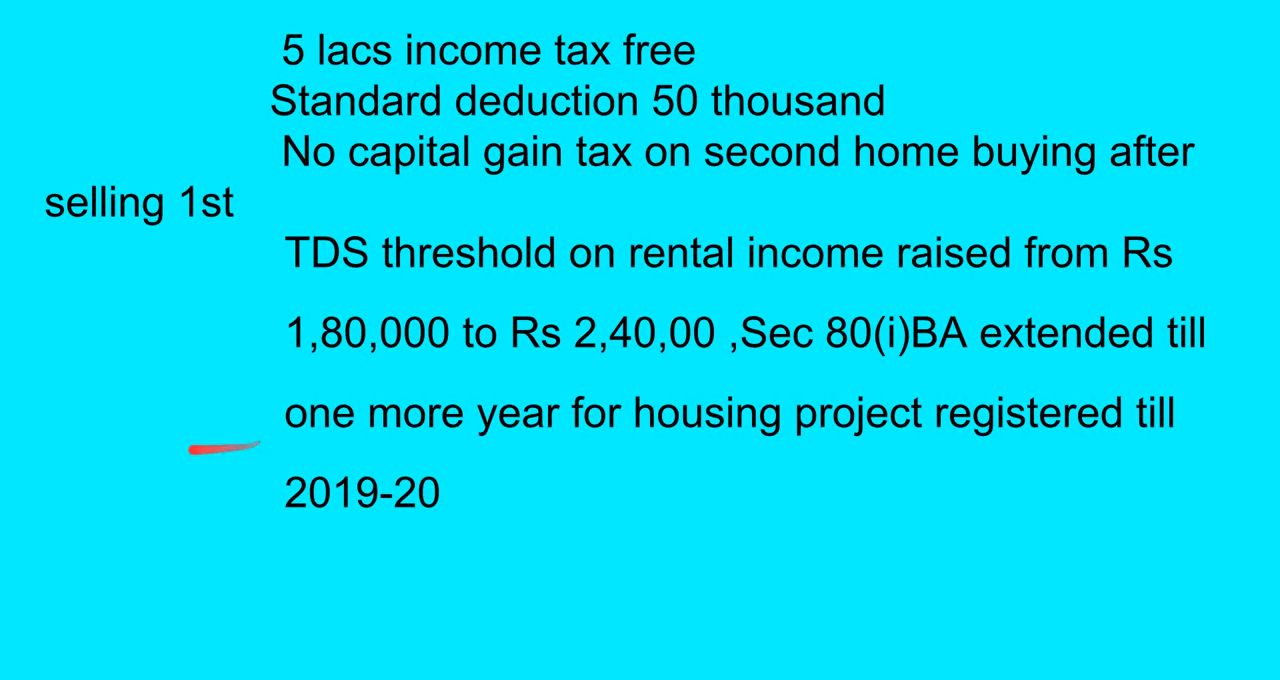 5 lacs income tax free
Standard deduction 50 thousand
No capital gain tax on second home buying after
selling 1st
TDS threshold on rental income raised from Rs
1,80,000 to Rs 2,40,00 ,Sec 80(i)BA extended till
one more year for housing project registered till
2019-20